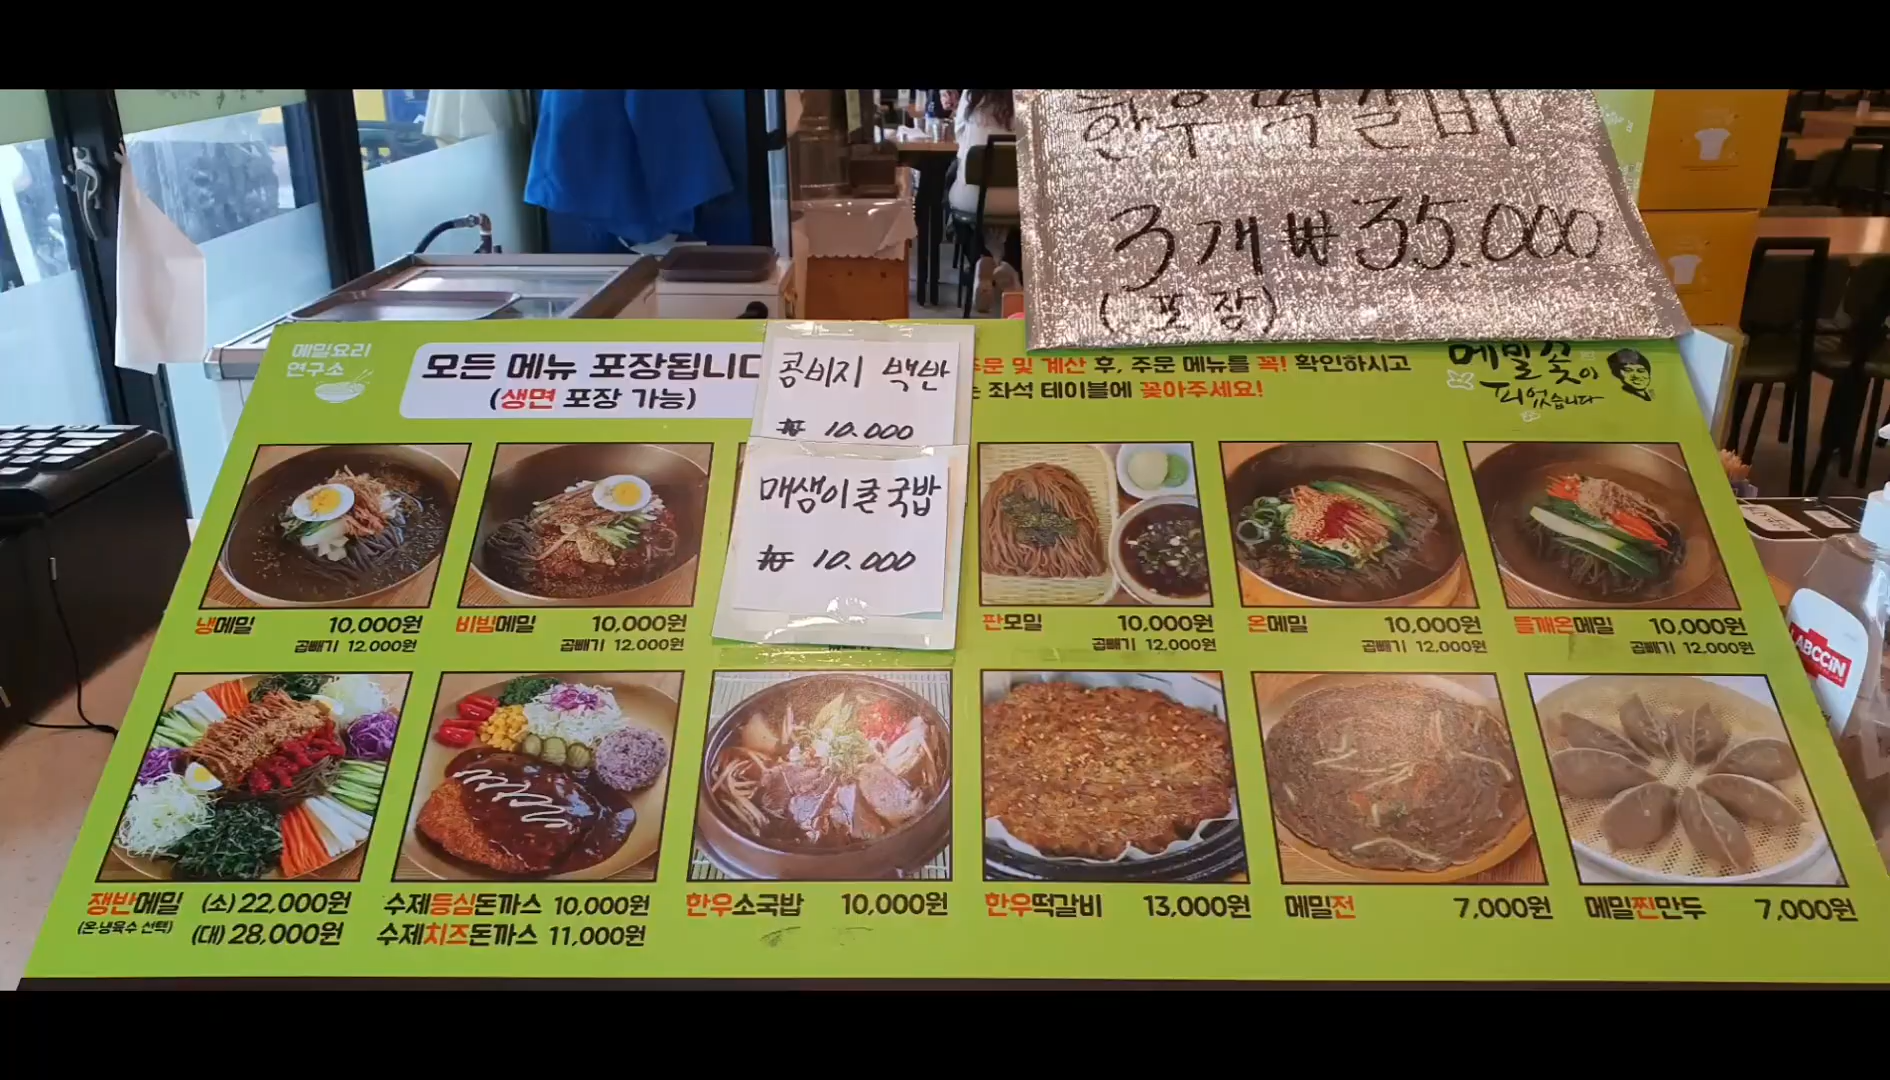 한우떡갈비
3개 ₩35.000
(포장)
메밀요리
연구소
모든 메뉴 포장됩니다
(생면 포장 가능)
콩비지 백반
₩ 10.000
매생이굴국밥
₩ 10.000
주문 및 계산 후, 주문 메뉴를 꼭! 확인하시고
는 좌석 테이블에 꽂아주세요!
메밀꽃이
피었습니다
냉메밀 10,000원
곱빼기 12,000원
비빔메밀 10,000원
곱빼기 12,000원
판모밀 10,000원
곱빼기 12,000원
온메밀 10,000원
곱빼기 12,000원
들깨온메밀 10,000원
곱빼기 12,000원
쟁반메밀 (소) 22,000원
(온·냉육수 선택) (대) 28,000원
수제등심돈까스 10,000원
수제치즈돈까스 11,000원
한우소국밥 10,000원
한우떡갈비 13,000원
메밀전 7,000원
메밀찐만두 7,000원
LABCCiN